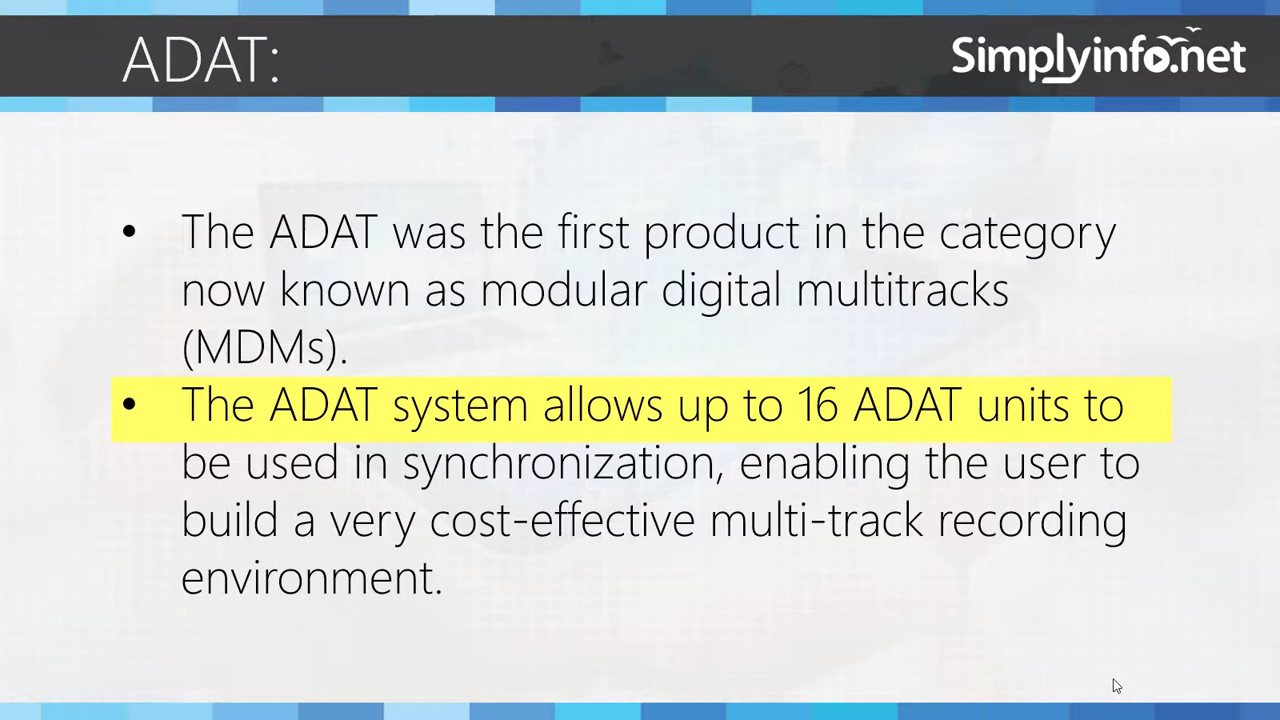 ADAT:
Simplyinfo.net
• The ADAT was the first product in the category
now known as modular digital multitracks
(MDMs).
• The ADAT system allows up to 16 ADAT units to
be used in synchronization, enabling the user to
build a very cost-effective multi-track recording
environment.